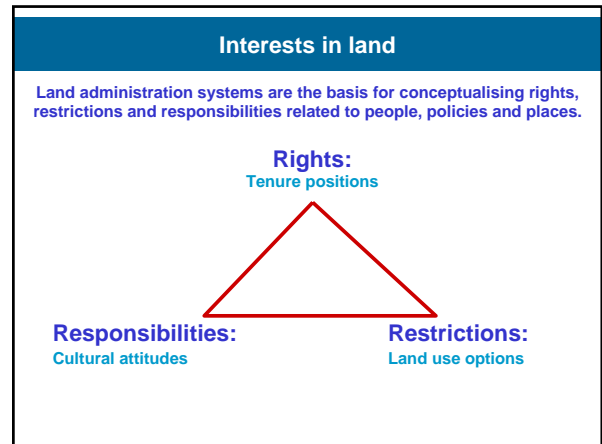 Interests in land
Land administration systems are the basis for conceptualising rights,
restrictions and responsibilities related to people, policies and places.
Rights:
Tenure positions
Responsibilities:
Cultural attitudes
Restrictions:
Land use options